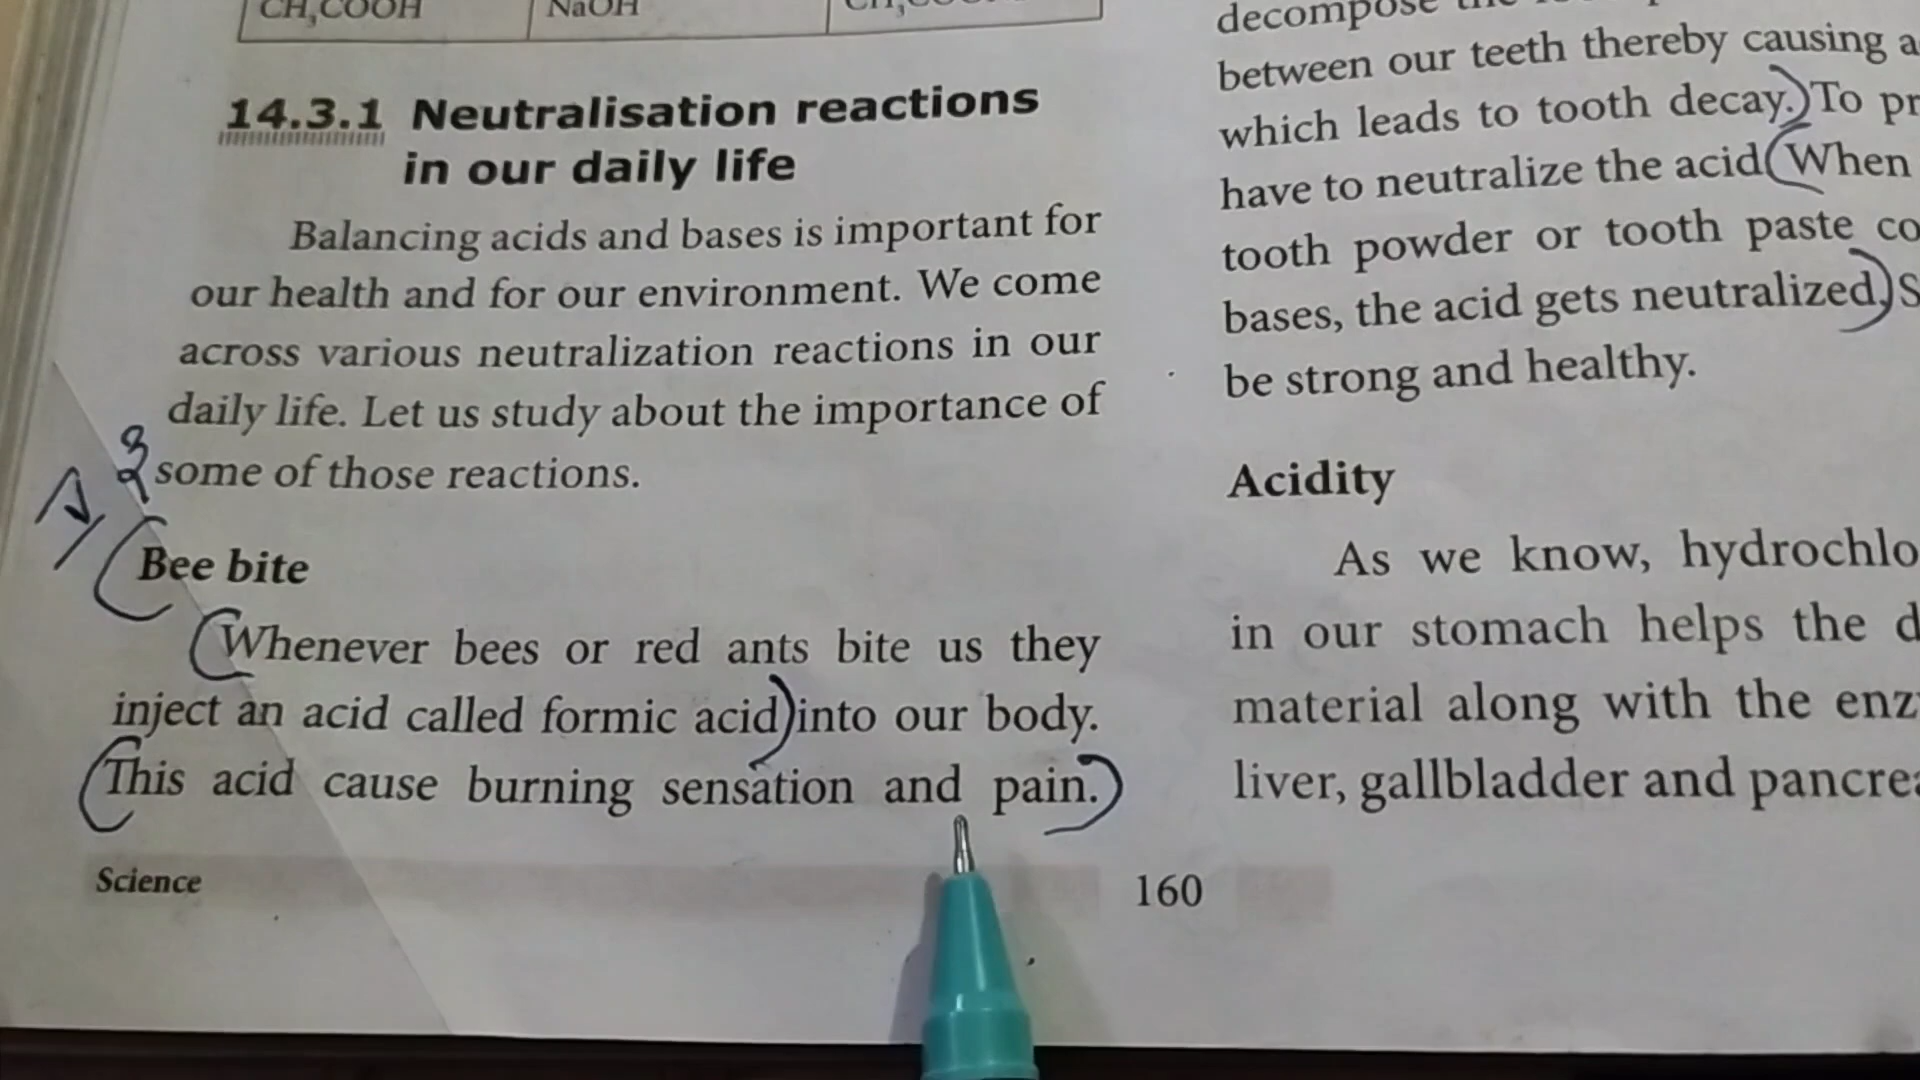 CH₃COOH
NaOH
14.3.1 Neutralisation reactions
in our daily life
Balancing acids and bases is important for
our health and for our environment. We come
across various neutralization reactions in our
daily life. Let us study about the importance of
some of those reactions.
Bee bite
Whenever bees or red ants bite us they
inject an acid called formic acid into our body.
This acid cause burning sensation and pain.
Science
160
decompose
between our teeth thereby causing
which leads to tooth decay. To
have to neutralize the acid When
tooth powder or tooth paste
bases, the acid gets neutralized.
be strong and healthy.
Acidity
As we know,
in our stomach helps the
material along with the
liver, gallbladder and